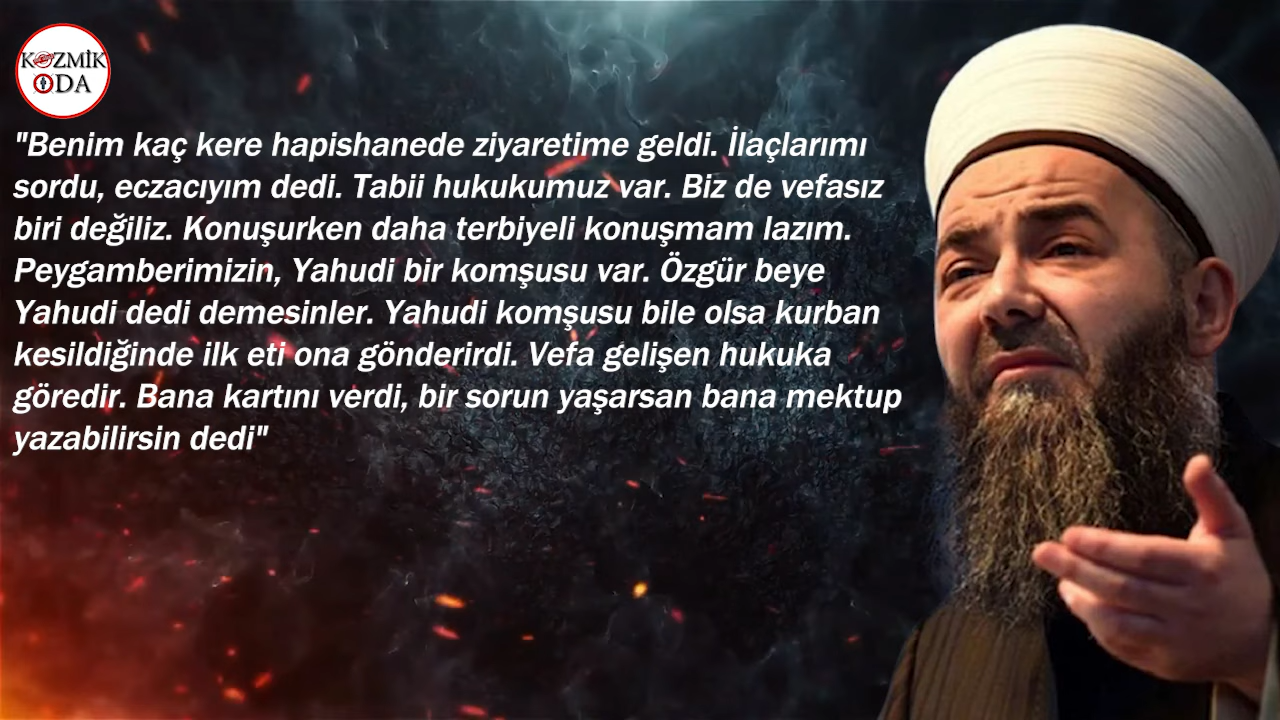 KOZMİK
ODA
"Benim kaç kere hapishanede ziyaretime geldi. İlaçlarımı
sordu, eczacıyım dedi. Tabii hukukumuz var. Biz de vefasız
biri değiliz. Konuşurken daha terbiyeli konuşmam lazım.
Peygamberimizin, Yahudi bir komşusu var. Özgür beye
Yahudi dedi demesinler. Yahudi komşusu bile olsa kurban
kesildiğinde ilk eti ona gönderirdi. Vefa gelişen hukuka
göredir. Bana kartını verdi, bir sorun yaşarsan bana mektup
yazabilirsin dedi"